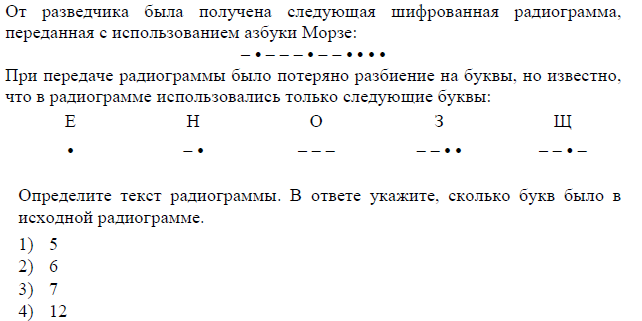 От разведчика была получена следующая шифрованная радиограмма,
переданная с использованием азбуки Морзе:
– • – – – • – – • • • •
При передаче радиограммы было потеряно разбиение на буквы, но известно,
что в радиограмме использовались только следующие буквы:
Е Н О З Щ
• – • – – – – – • • – – • –
Определите текст радиограммы. В ответе укажите, сколько букв было в
исходной радиограмме.
1) 5
2) 6
3) 7
4) 12